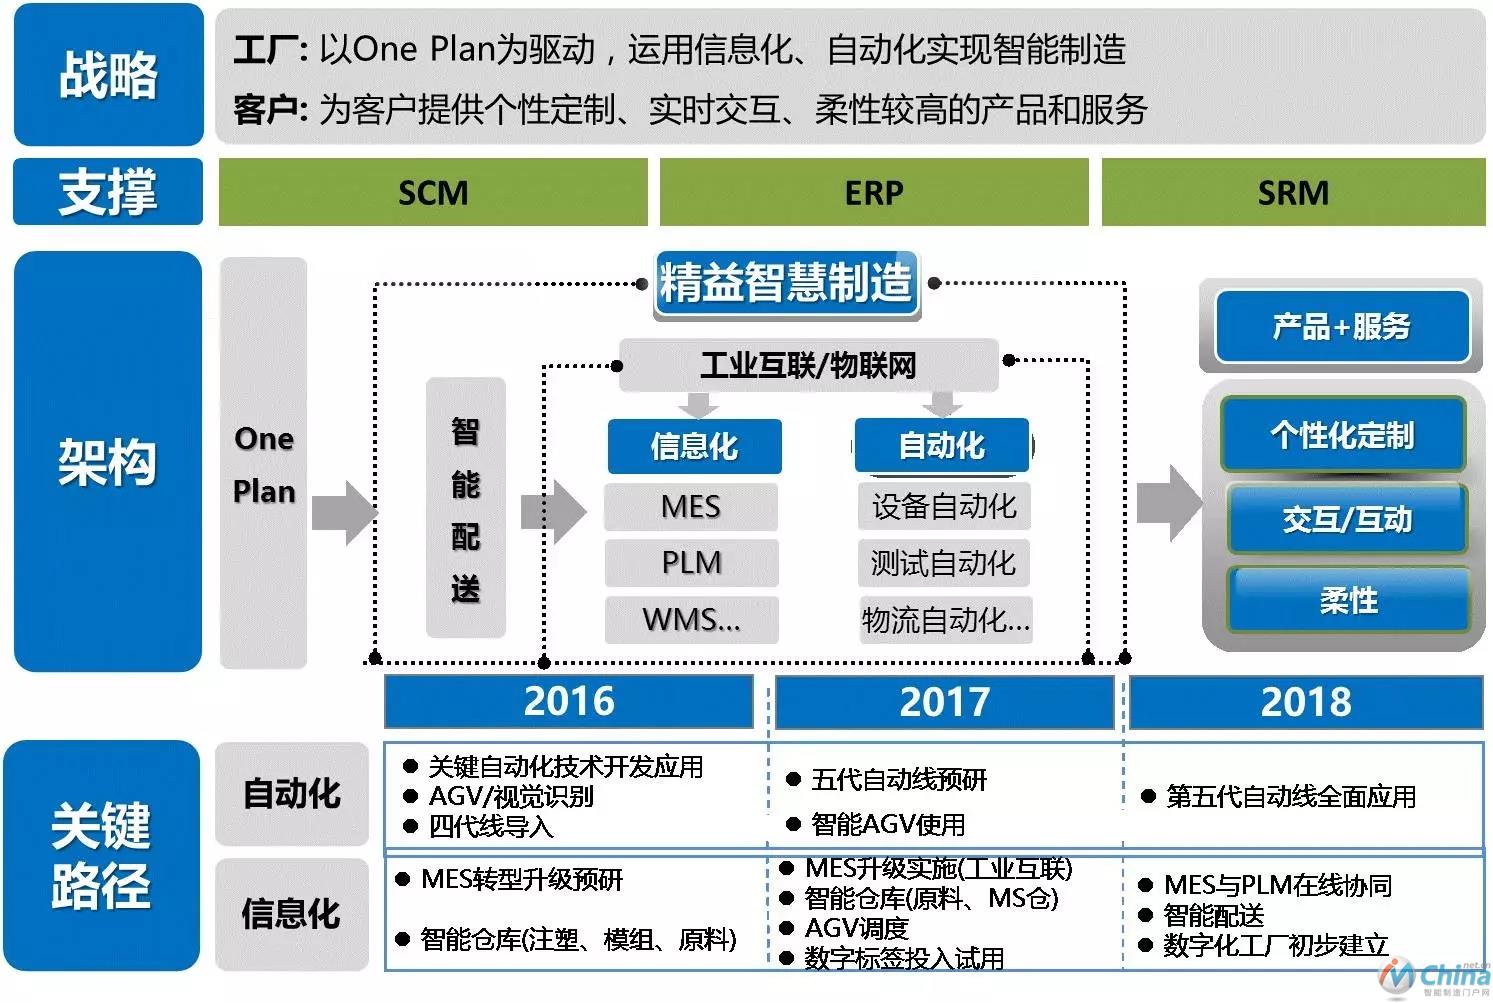 战略
工厂: 以One Plan为驱动，运用信息化、自动化实现智能制造
客户: 为客户提供个性定制、实时交互、柔性较高的产品和服务
支撑
SCM
ERP
SRM
架构
One
Plan
精益智慧制造
工业互联/物联网
智
能
配
送
信息化
MES
PLM
WMS...
自动化
设备自动化
测试自动化
物流自动化...
产品+服务
个性化定制
交互/互动
柔性
2016
2017
2018
关键
路径
自动化
● 关键自动化技术开发应用
● AGV/视觉识别
● 四代线导入
● 五代自动线预研
● 智能AGV使用
● 第五代自动线全面应用
信息化
● MES转型升级预研
● 智能仓库(注塑、模组、原料)
● MES升级实施(工业互联)
● 智能仓库(原料、MS仓)
● AGV调度
● 数字标签投入试用
● MES与PLM在线协同
● 智能配送
● 数字化工厂初步建立
iMChina.net.cn
智能制造门户网